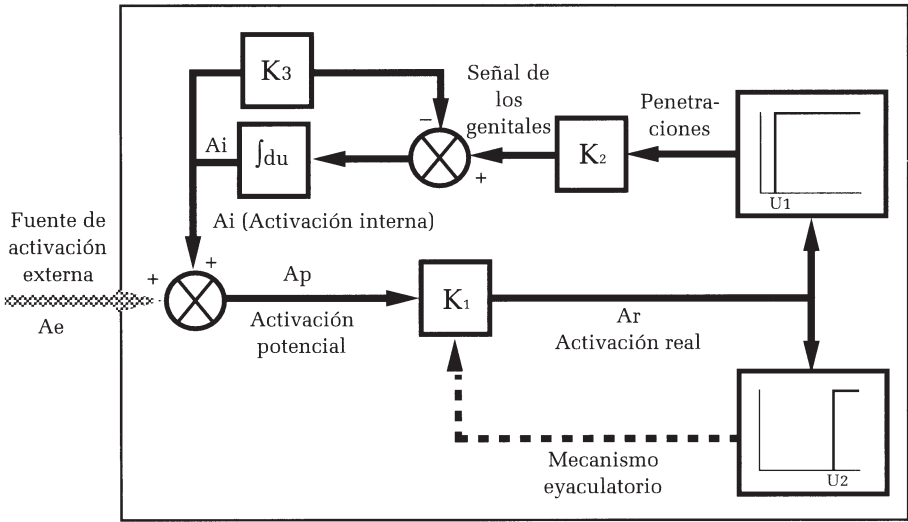 K3
Señal de
los
genitales
Penetra-
ciones
U1
K2
−
+
Ai
∫du
Ai (Activación interna)
Fuente de
activación
externa
Ae
+
+
Ap
Activación
potencial
K1
Ar
Activación real
Mecanismo
eyaculatorio
U2